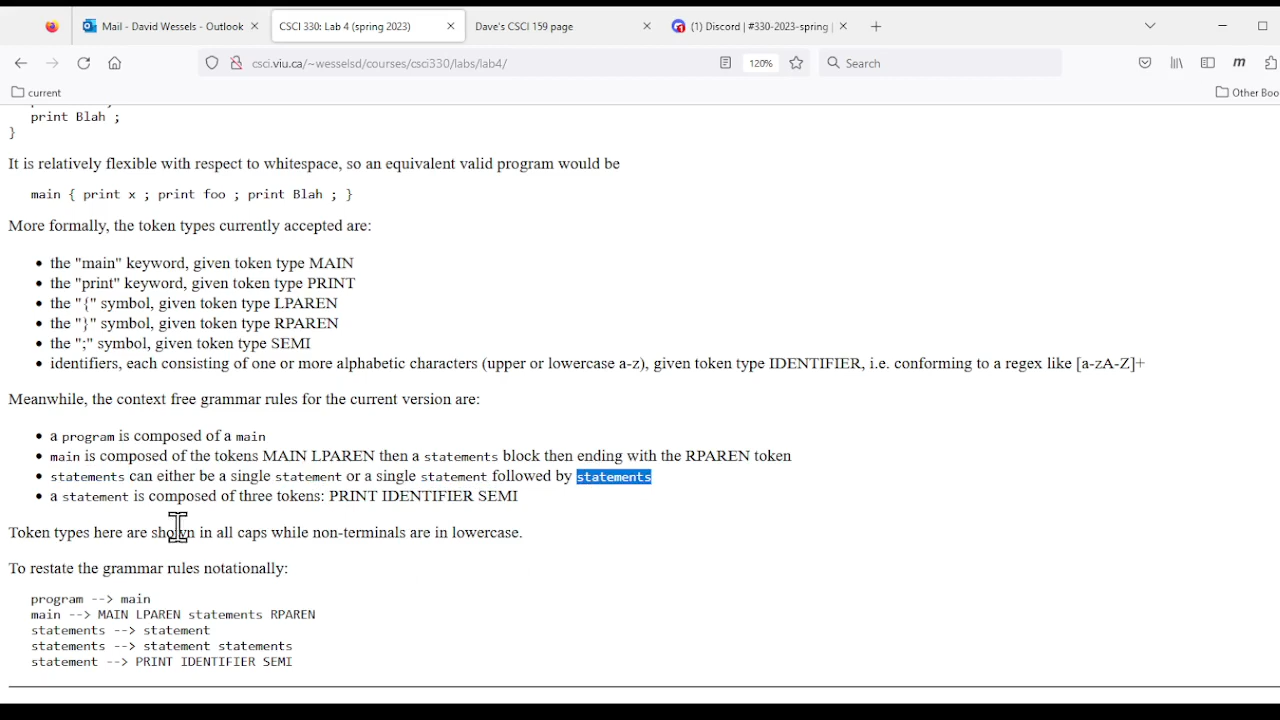 Mail - David Wessels - Outlook
CSCI 330: Lab 4 (spring 2023)
Dave's CSCI 159 page
(1) Discord | #330-2023-spring |
csci.viu.ca/~wesselsd/courses/csci330/labs/lab4/
120%
Search
current
Other Boo
print Blah ;
}
It is relatively flexible with respect to whitespace, so an equivalent valid program would be
main { print x ; print foo ; print Blah ; }
More formally, the token types currently accepted are:
• the "main" keyword, given token type MAIN
• the "print" keyword, given token type PRINT
• the "{" symbol, given token type LPAREN
• the "}" symbol, given token type RPAREN
• the ";" symbol, given token type SEMI
• identifiers, each consisting of one or more alphabetic characters (upper or lowercase a-z), given token type IDENTIFIER, i.e. conforming to a regex like [a-zA-Z]+
Meanwhile, the context free grammar rules for the current version are:
• a program is composed of a main
• main is composed of the tokens MAIN LPAREN then a statements block then ending with the RPAREN token
• statements can either be a single statement or a single statement followed by statements
• a statement is composed of three tokens: PRINT IDENTIFIER SEMI
Token types here are shown in all caps while non-terminals are in lowercase.
To restate the grammar rules notationally:
program --> main
main --> MAIN LPAREN statements RPAREN
statements --> statement
statements --> statement statements
statement --> PRINT IDENTIFIER SEMI